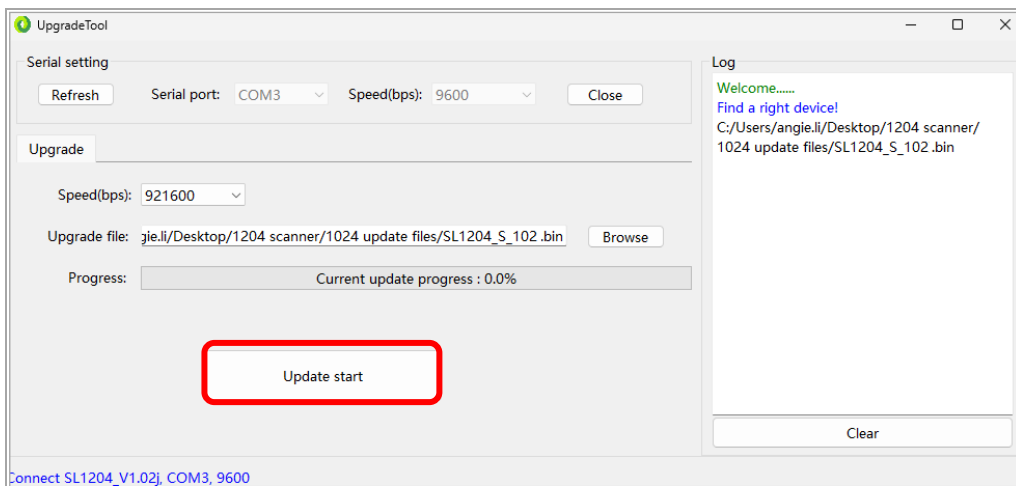 UpgradeTool
Serial setting
Refresh Serial port: COM3 Speed(bps): 9600 Close
Upgrade
Speed(bps): 921600
Upgrade file: gie.li/Desktop/1204 scanner/1024 update files/SL1204_S_102 .bin Browse
Progress: Current update progress : 0.0%
Update start
Log
Welcome......
Find a right device!
C:/Users/angie.li/Desktop/1204 scanner/
1024 update files/SL1204_S_102 .bin
Clear
Connect SL1204_V1.02j, COM3, 9600